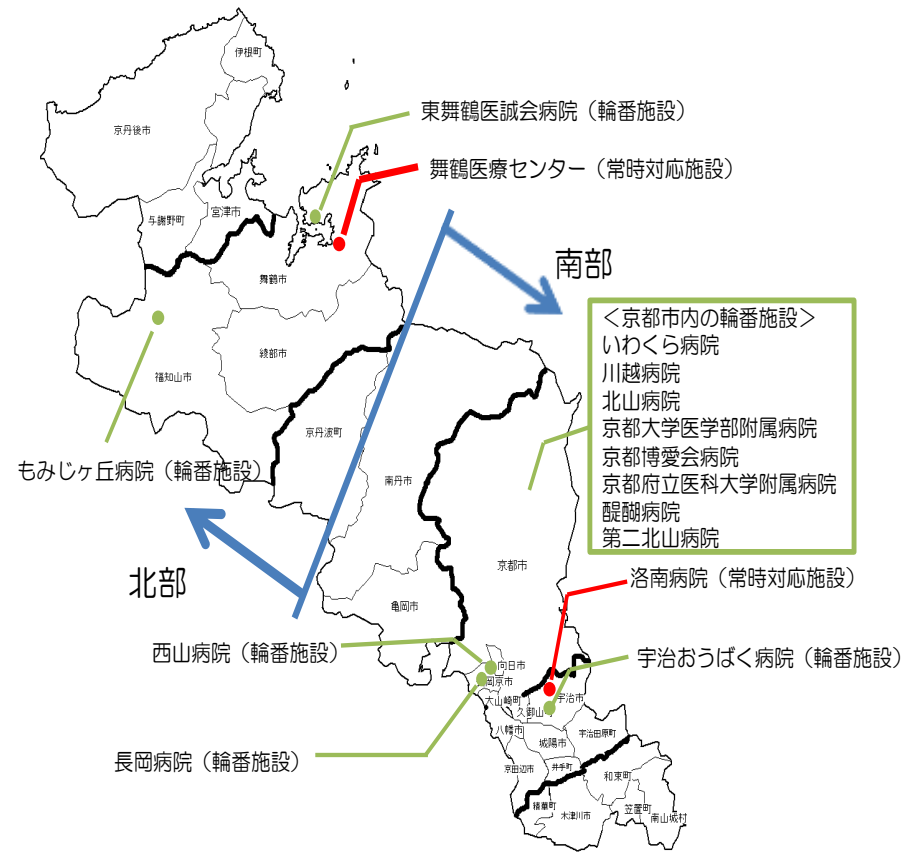 伊根町
京丹後市
東舞鶴医誠会病院（輪番施設）
舞鶴医療センター（常時対応施設）
与謝野町
宮津市
舞鶴市
南部
＜京都市内の輪番施設＞
いわくら病院
川越病院
北山病院
京都大学医学部附属病院
京都博愛会病院
京都府立医科大学附属病院
醍醐病院
第二北山病院
綾部市
福知山市
京丹波町
もみじヶ丘病院（輪番施設）
南丹市
京都市
北部
亀岡市
洛南病院（常時対応施設）
西山病院（輪番施設）
向日市
岡京市
宇治おうばく病院（輪番施設）
大山崎町
久御山
宇治市
八幡市
城陽市
宇治田原町
長岡病院（輪番施設）
京田辺市
井手町
和束町
精華町
木津川市
笠置町
南山城村